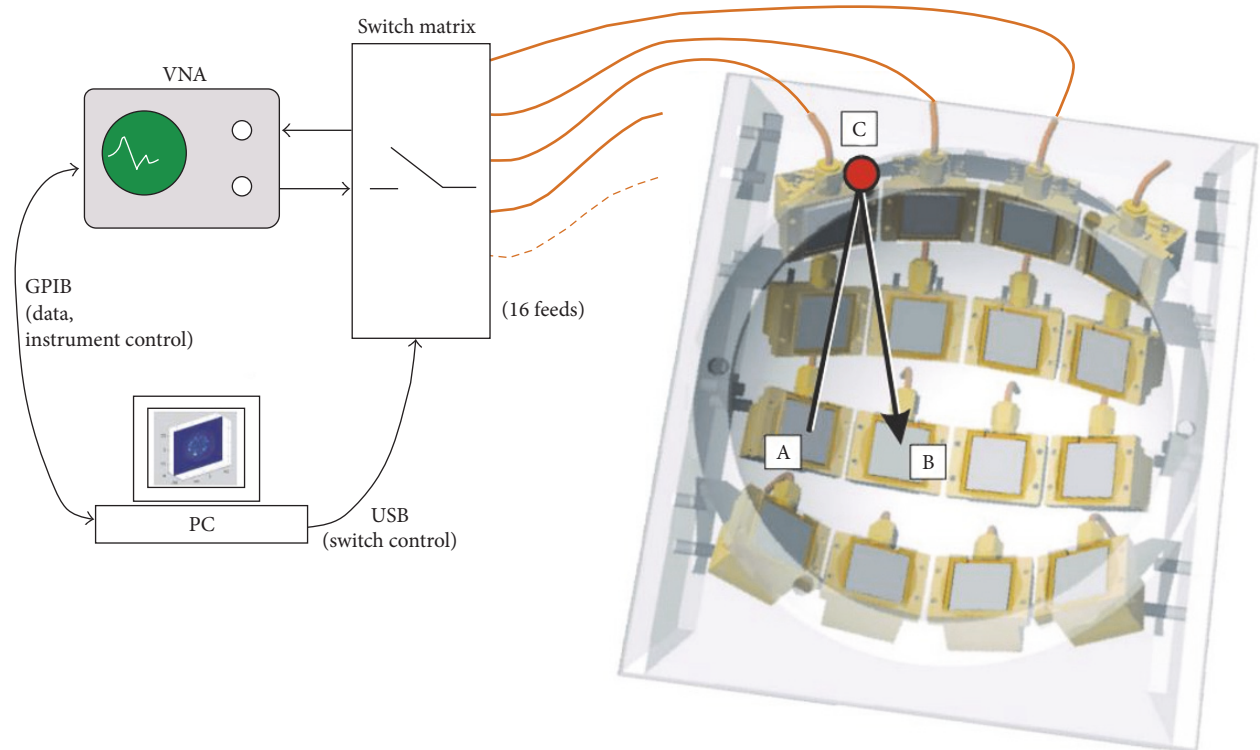 Switch matrix
VNA
C
GPIB
(data,
instrument control)
(16 feeds)
A
B
PC
USB
(switch control)